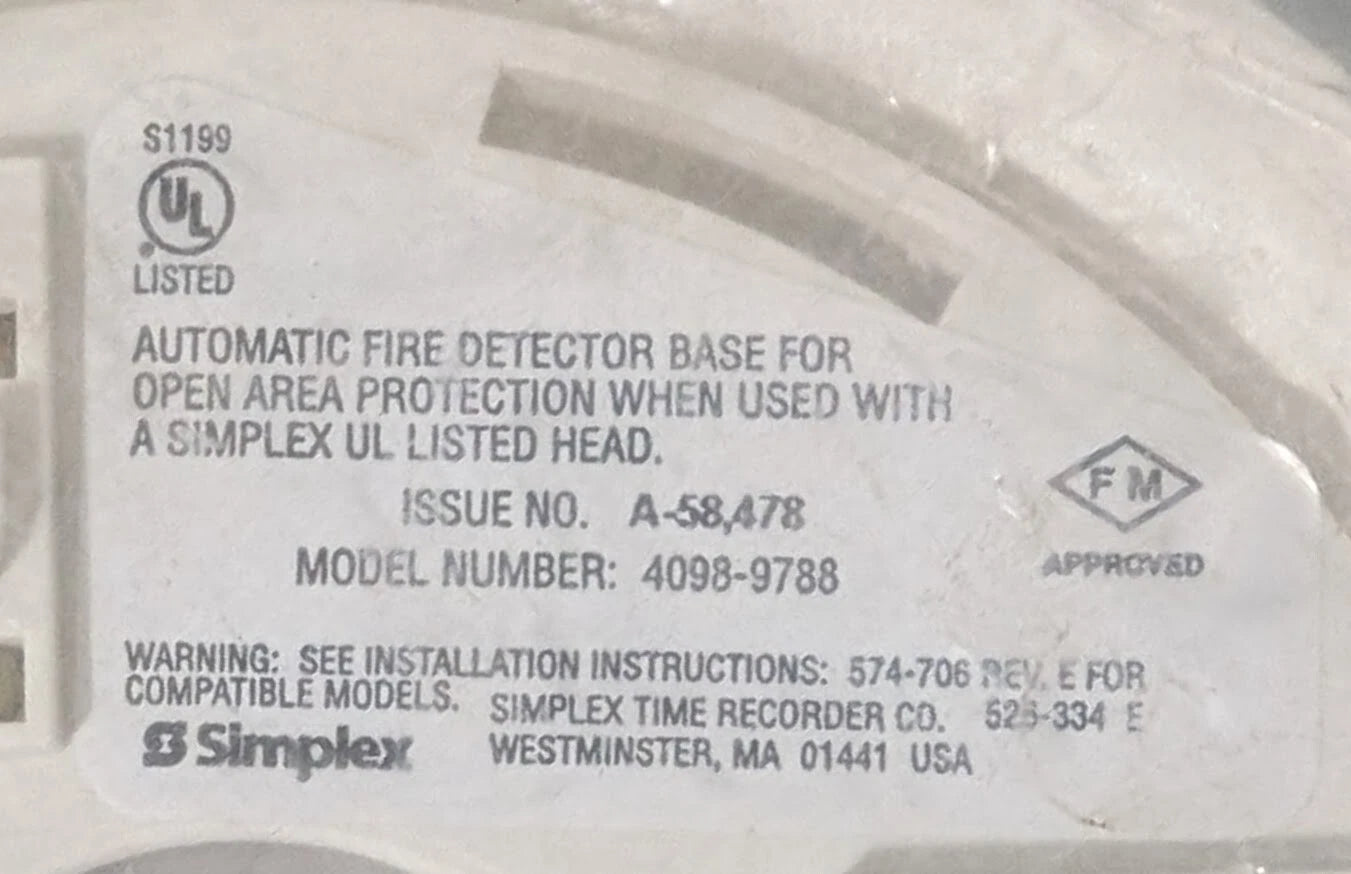 S1199
UL
LISTED
AUTOMATIC FIRE DETECTOR BASE FOR
OPEN AREA PROTECTION WHEN USED WITH
A SIMPLEX UL LISTED HEAD.
ISSUE NO. A-58,478
MODEL NUMBER: 4098-9788
FM
APPROVED
WARNING: SEE INSTALLATION INSTRUCTIONS: 574-706 REV. E FOR
COMPATIBLE MODELS.
SIMPLEX TIME RECORDER CO. E
Simplex
WESTMINSTER, MA 01441 USA